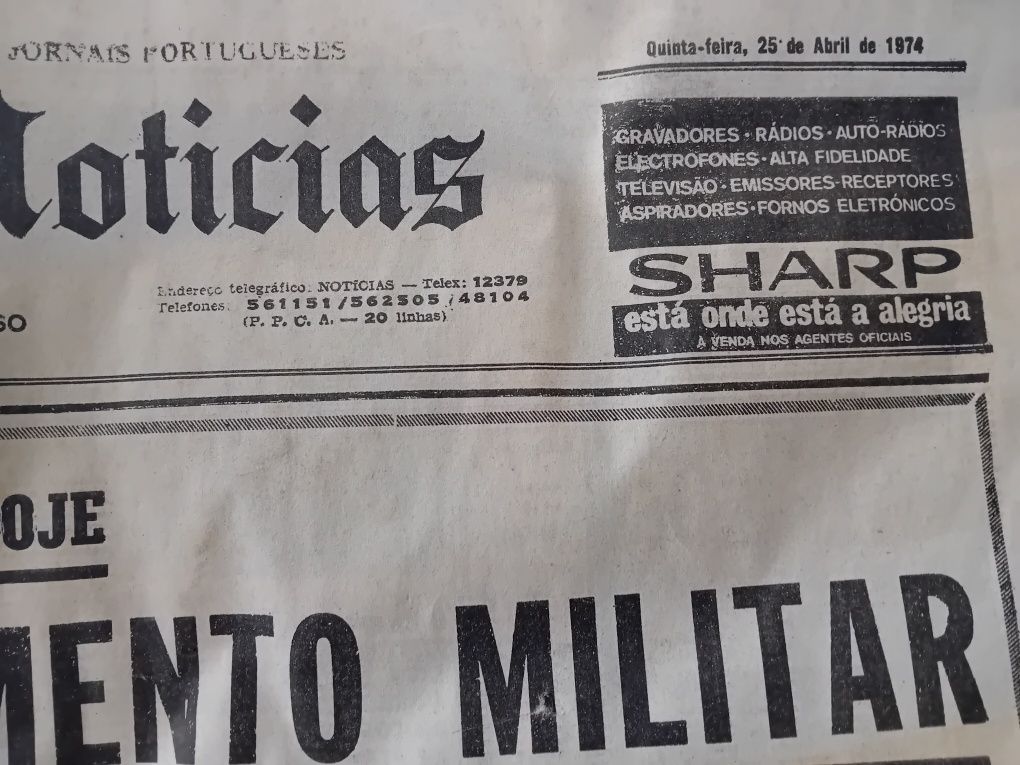 JORNAIS PORTUGUESES
Quinta-feira, 25 de Abril de 1974
Noticias
GRAVADORES · RÁDIOS · AUTO-RÁDIOS
ELECTROFONES · ALTA FIDELIDADE
TELEVISÃO · EMISSORES-RECEPTORES
ASPIRADORES · FORNOS ELETRÓNICOS
SHARP
está onde está a alegria
À VENDA NOS AGENTES OFICIAIS
Endereço telegráfico: NOTÍCIAS — Telex: 12379
Telefones: 561151/562505/48104
(P. P. C. A. — 20 linhas)
SO
OJE
MENTO MILITAR